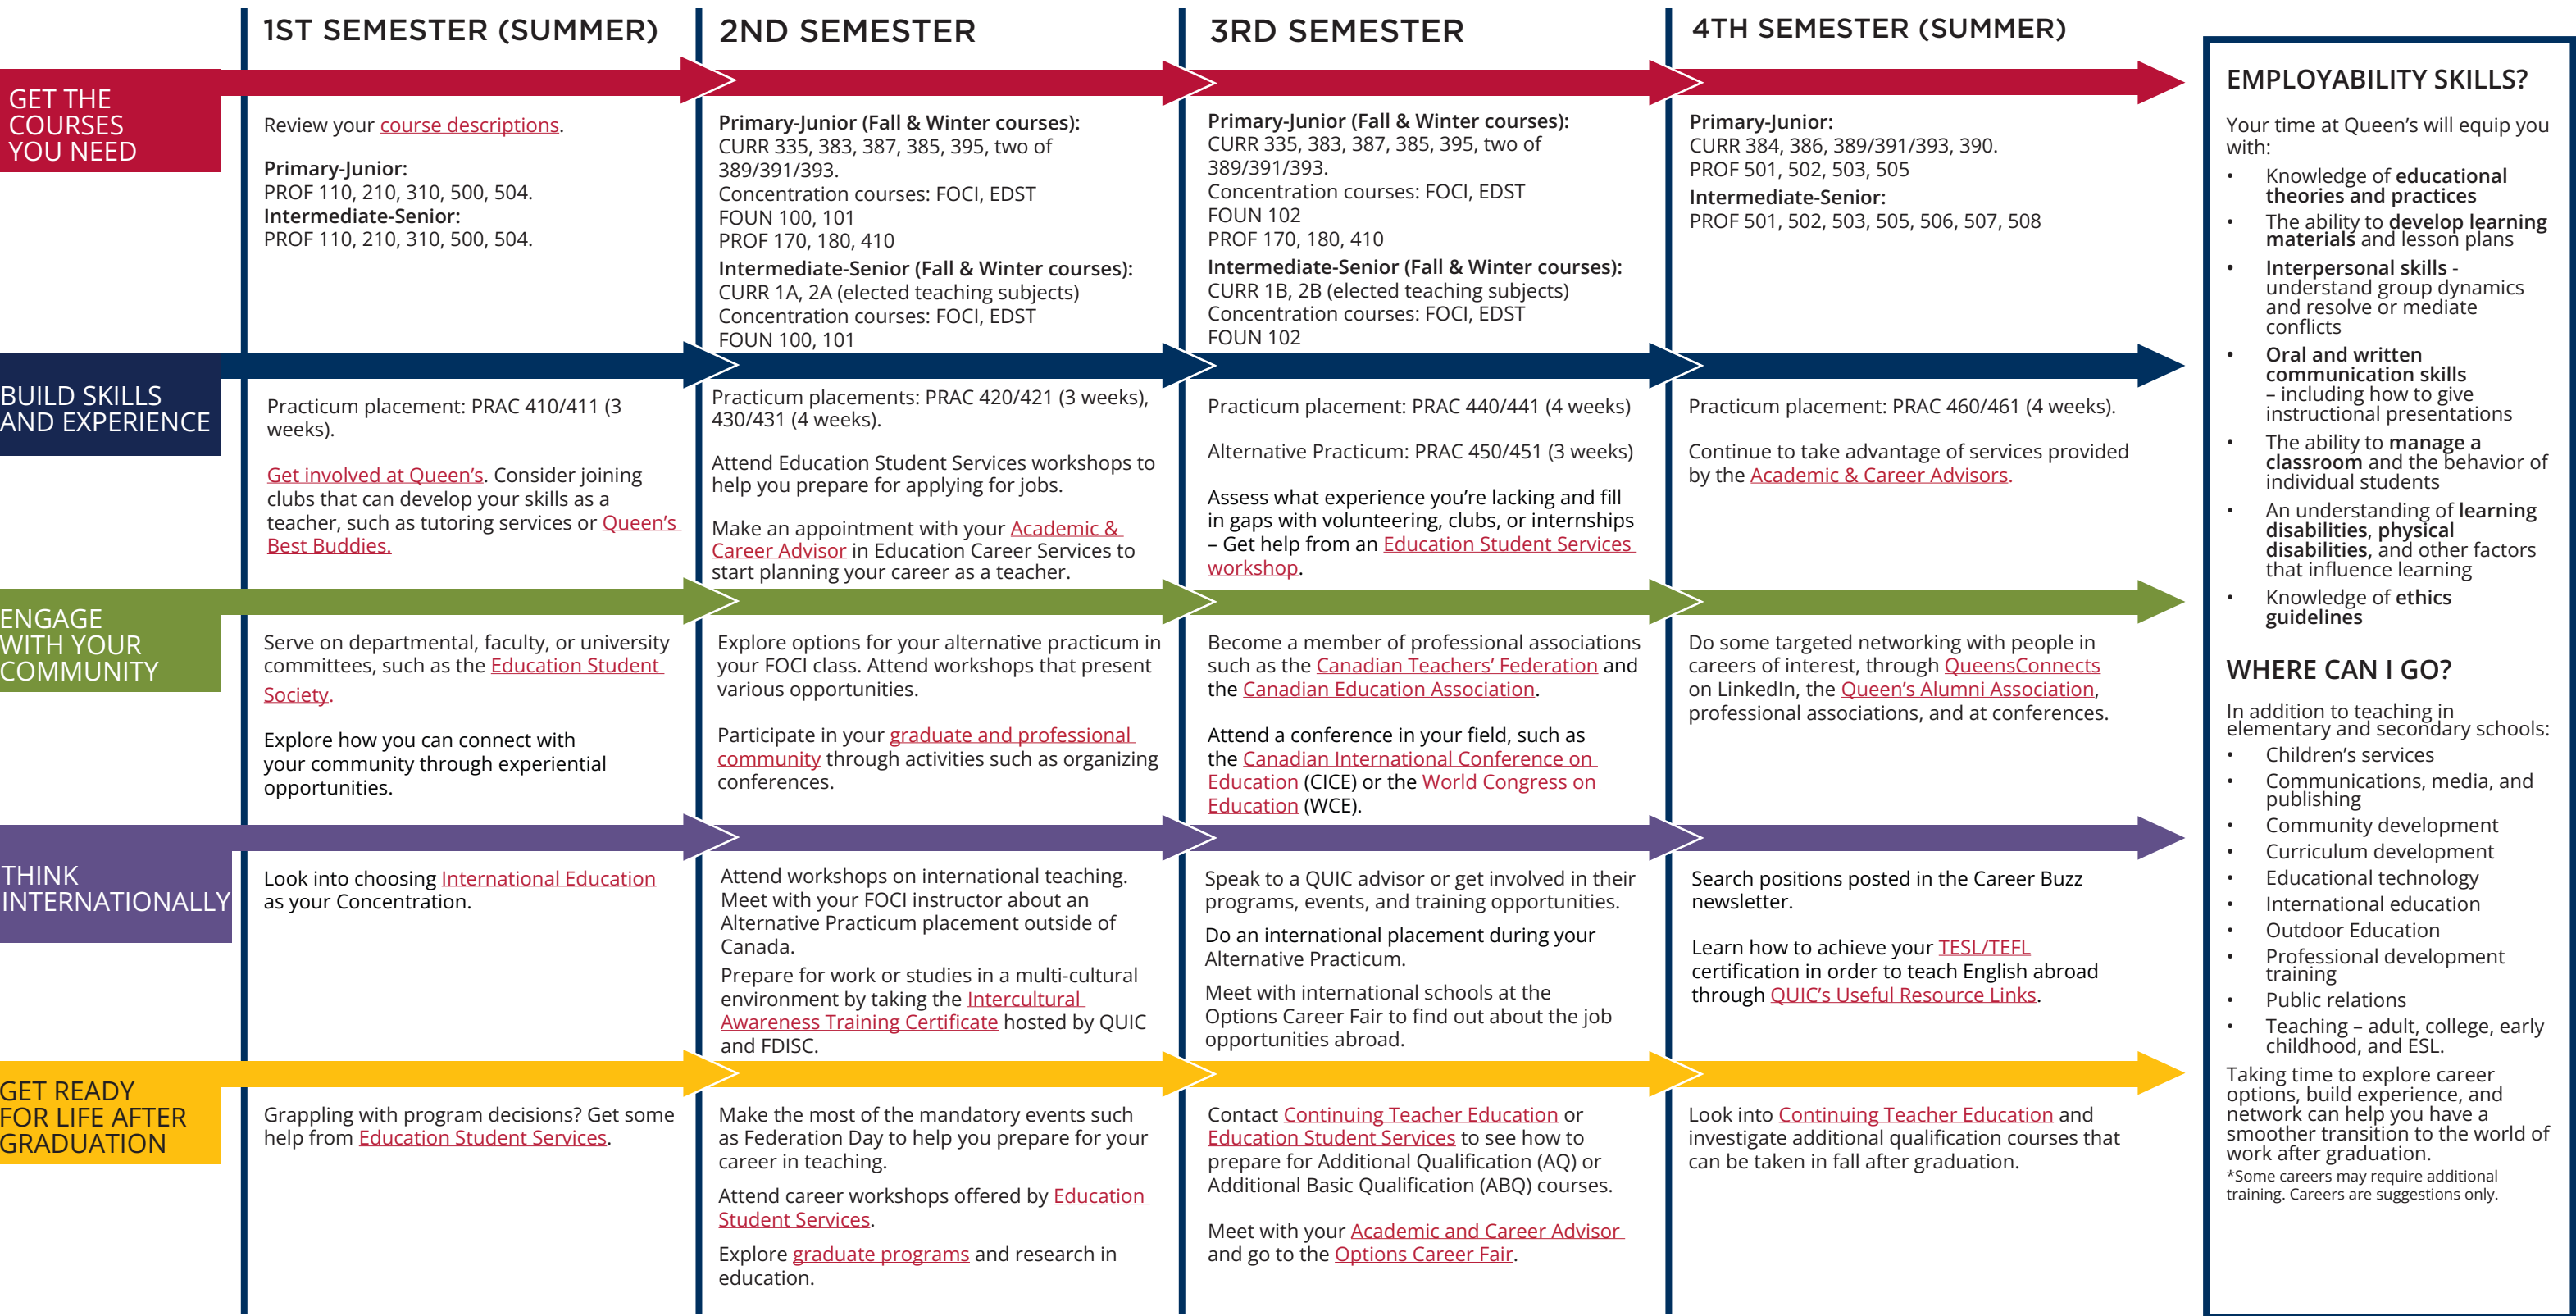 1ST SEMESTER (SUMMER)
2ND SEMESTER
3RD SEMESTER
4TH SEMESTER (SUMMER)
GET THE
COURSES
YOU NEED
Review your course descriptions.
Primary-Junior:
PROF 110, 210, 310, 500, 504.
Intermediate-Senior:
PROF 110, 210, 310, 500, 504.
Primary-Junior (Fall & Winter courses):
CURR 335, 383, 387, 385, 395, two of
389/391/393.
Concentration courses: FOCI, EDST
FOUN 100, 101
PROF 170, 180, 410
Intermediate-Senior (Fall & Winter courses):
CURR 1A, 2A (elected teaching subjects)
Concentration courses: FOCI, EDST
FOUN 100, 101
Primary-Junior (Fall & Winter courses):
CURR 335, 383, 387, 385, 395, two of
389/391/393.
Concentration courses: FOCI, EDST
FOUN 102
PROF 170, 180, 410
Intermediate-Senior (Fall & Winter courses):
CURR 1B, 2B (elected teaching subjects)
Concentration courses: FOCI, EDST
FOUN 102
Primary-Junior:
CURR 384, 386, 389/391/393, 390.
PROF 501, 502, 503, 505
Intermediate-Senior:
PROF 501, 502, 503, 505, 506, 507, 508
BUILD SKILLS
AND EXPERIENCE
Practicum placement: PRAC 410/411 (3
weeks).
Get involved at Queen's. Consider joining
clubs that can develop your skills as a
teacher, such as tutoring services or Queen's
Best Buddies.
Practicum placements: PRAC 420/421 (3 weeks),
430/431 (4 weeks).
Attend Education Student Services workshops to
help you prepare for applying for jobs.
Make an appointment with your Academic &
Career Advisor in Education Career Services to
start planning your career as a teacher.
Practicum placement: PRAC 440/441 (4 weeks)
Alternative Practicum: PRAC 450/451 (3 weeks)
Assess what experience you're lacking and fill
in gaps with volunteering, clubs, or internships
– Get help from an Education Student Services
workshop.
Practicum placement: PRAC 460/461 (4 weeks).
Continue to take advantage of services provided
by the Academic & Career Advisors.
ENGAGE
WITH YOUR
COMMUNITY
Serve on departmental, faculty, or university
committees, such as the Education Student
Society.
Explore how you can connect with
your community through experiential
opportunities.
Explore options for your alternative practicum in
your FOCI class. Attend workshops that present
various opportunities.
Participate in your graduate and professional
community through activities such as organizing
conferences.
Become a member of professional associations
such as the Canadian Teachers' Federation and
the Canadian Education Association.
Attend a conference in your field, such as
the Canadian International Conference on
Education (CICE) or the World Congress on
Education (WCE).
Do some targeted networking with people in
careers of interest, through QueensConnects
on LinkedIn, the Queen's Alumni Association,
professional associations, and at conferences.
THINK
INTERNATIONALLY
Look into choosing International Education
as your Concentration.
Attend workshops on international teaching.
Meet with your FOCI instructor about an
Alternative Practicum placement outside of
Canada.
Prepare for work or studies in a multi-cultural
environment by taking the Intercultural
Awareness Training Certificate hosted by QUIC
and FDISC.
Speak to a QUIC advisor or get involved in their
programs, events, and training opportunities.
Do an international placement during your
Alternative Practicum.
Meet with international schools at the
Options Career Fair to find out about the job
opportunities abroad.
Search positions posted in the Career Buzz
newsletter.
Learn how to achieve your TESL/TEFL
certification in order to teach English abroad
through QUIC's Useful Resource Links.
GET READY
FOR LIFE AFTER
GRADUATION
Grappling with program decisions? Get some
help from Education Student Services.
Make the most of the mandatory events such
as Federation Day to help you prepare for your
career in teaching.
Attend career workshops offered by Education
Student Services.
Explore graduate programs and research in
education.
Contact Continuing Teacher Education or
Education Student Services to see how to
prepare for Additional Qualification (AQ) or
Additional Basic Qualification (ABQ) courses.
Meet with your Academic and Career Advisor
and go to the Options Career Fair.
Look into Continuing Teacher Education and
investigate additional qualification courses that
can be taken in fall after graduation.
EMPLOYABILITY SKILLS?
Your time at Queen's will equip you
with:
• Knowledge of educational
theories and practices
• The ability to develop learning
materials and lesson plans
• Interpersonal skills -
understand group dynamics
and resolve or mediate
conflicts
• Oral and written
communication skills
– including how to give
instructional presentations
• The ability to manage a
classroom and the behavior of
individual students
• An understanding of learning
disabilities, physical
disabilities, and other factors
that influence learning
• Knowledge of ethics
guidelines
WHERE CAN I GO?
In addition to teaching in
elementary and secondary schools:
• Children's services
• Communications, media, and
publishing
• Community development
• Curriculum development
• Educational technology
• International education
• Outdoor Education
• Professional development
training
• Public relations
• Teaching – adult, college, early
childhood, and ESL.
Taking time to explore career
options, build experience, and
network can help you have a
smoother transition to the world of
work after graduation.
*Some careers may require additional
training. Careers are suggestions only.